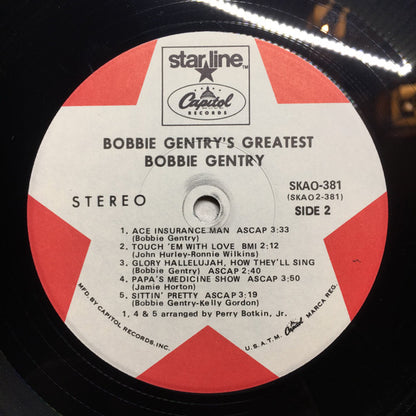 starline™
Capitol
RECORDS
BOBBIE GENTRY'S GREATEST
BOBBIE GENTRY
STEREO
SKAO-381
(SKAO2-381)
SIDE 2
1. ACE INSURANCE MAN ASCAP 3:33
(Bobbie Gentry)
2. TOUCH 'EM WITH LOVE BMI 2:12
(John Hurley-Ronnie Wilkins)
3. GLORY HALLELUJAH, HOW THEY'LL SING
(Bobbie Gentry) ASCAP 2:40
4. PAPA'S MEDICINE SHOW ASCAP 3:50
(Jamie Horton)
5. SITTIN' PRETTY ASCAP 3:19
(Bobbie Gentry-Kelly Gordon)
1, 4 & 5 arranged by Perry Botkin, Jr.
MFD. BY CAPITOL RECORDS, INC.
U.S.A. T.M. Capitol MARCA REG.